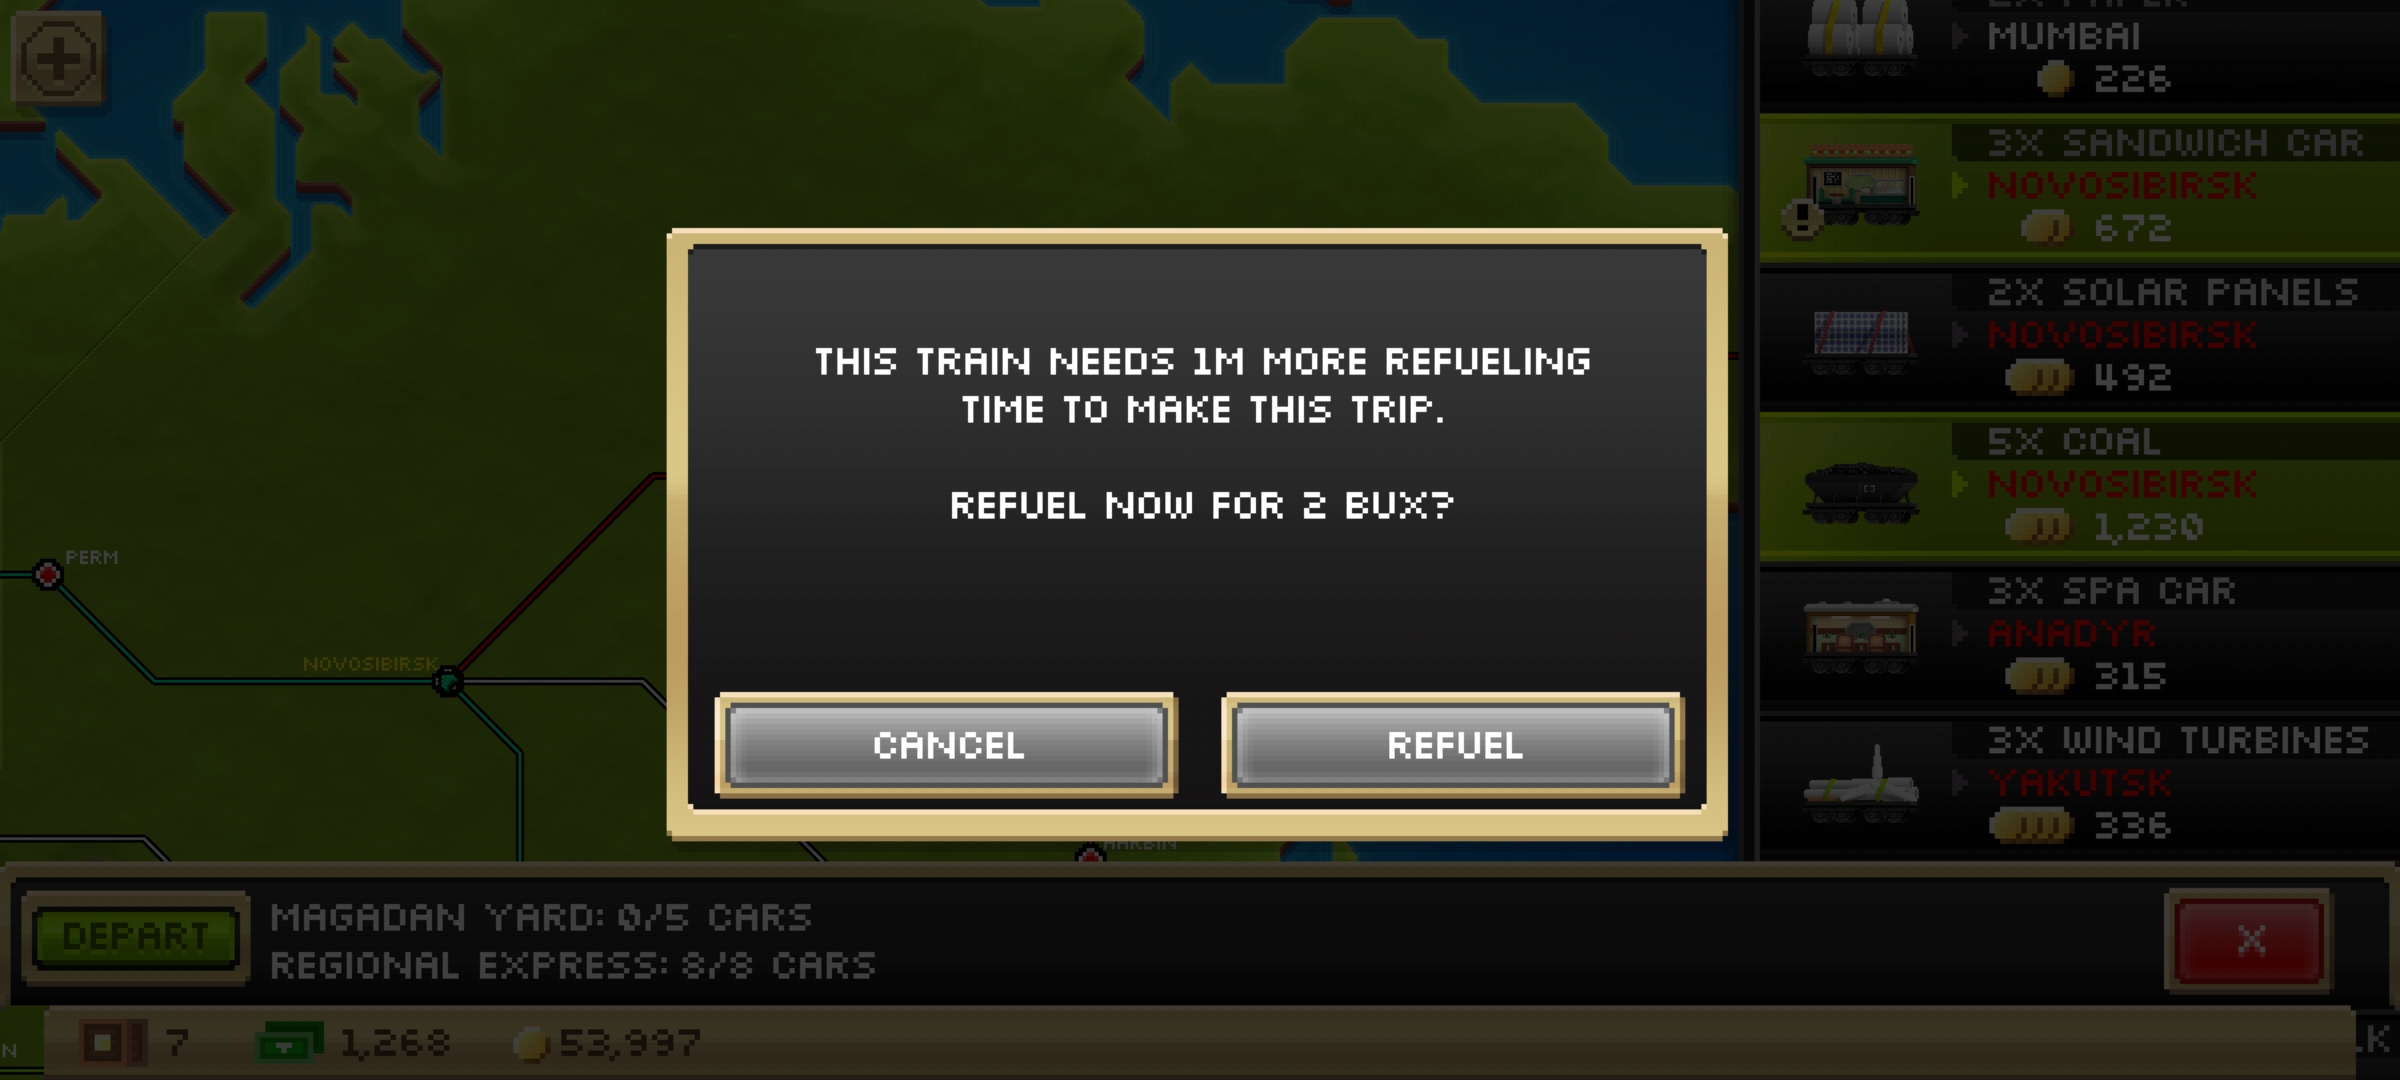 MUMBAI
226
3X SANDWICH CAR
NOVOSIBIRSK
672
2X SOLAR PANELS
NOVOSIBIRSK
492
5X COAL
NOVOSIBIRSK
1,230
3X SPA CAR
ANADYR
315
3X WIND TURBINES
YAKUTSK
336
THIS TRAIN NEEDS 1M MORE REFUELING
TIME TO MAKE THIS TRIP.
REFUEL NOW FOR 2 BUX?
CANCEL
REFUEL
PERM
NOVOSIBIRSK
HARBIN
DEPART
MAGADAN YARD: 0/5 CARS
REGIONAL EXPRESS: 8/8 CARS
X
7
1,268
53,997